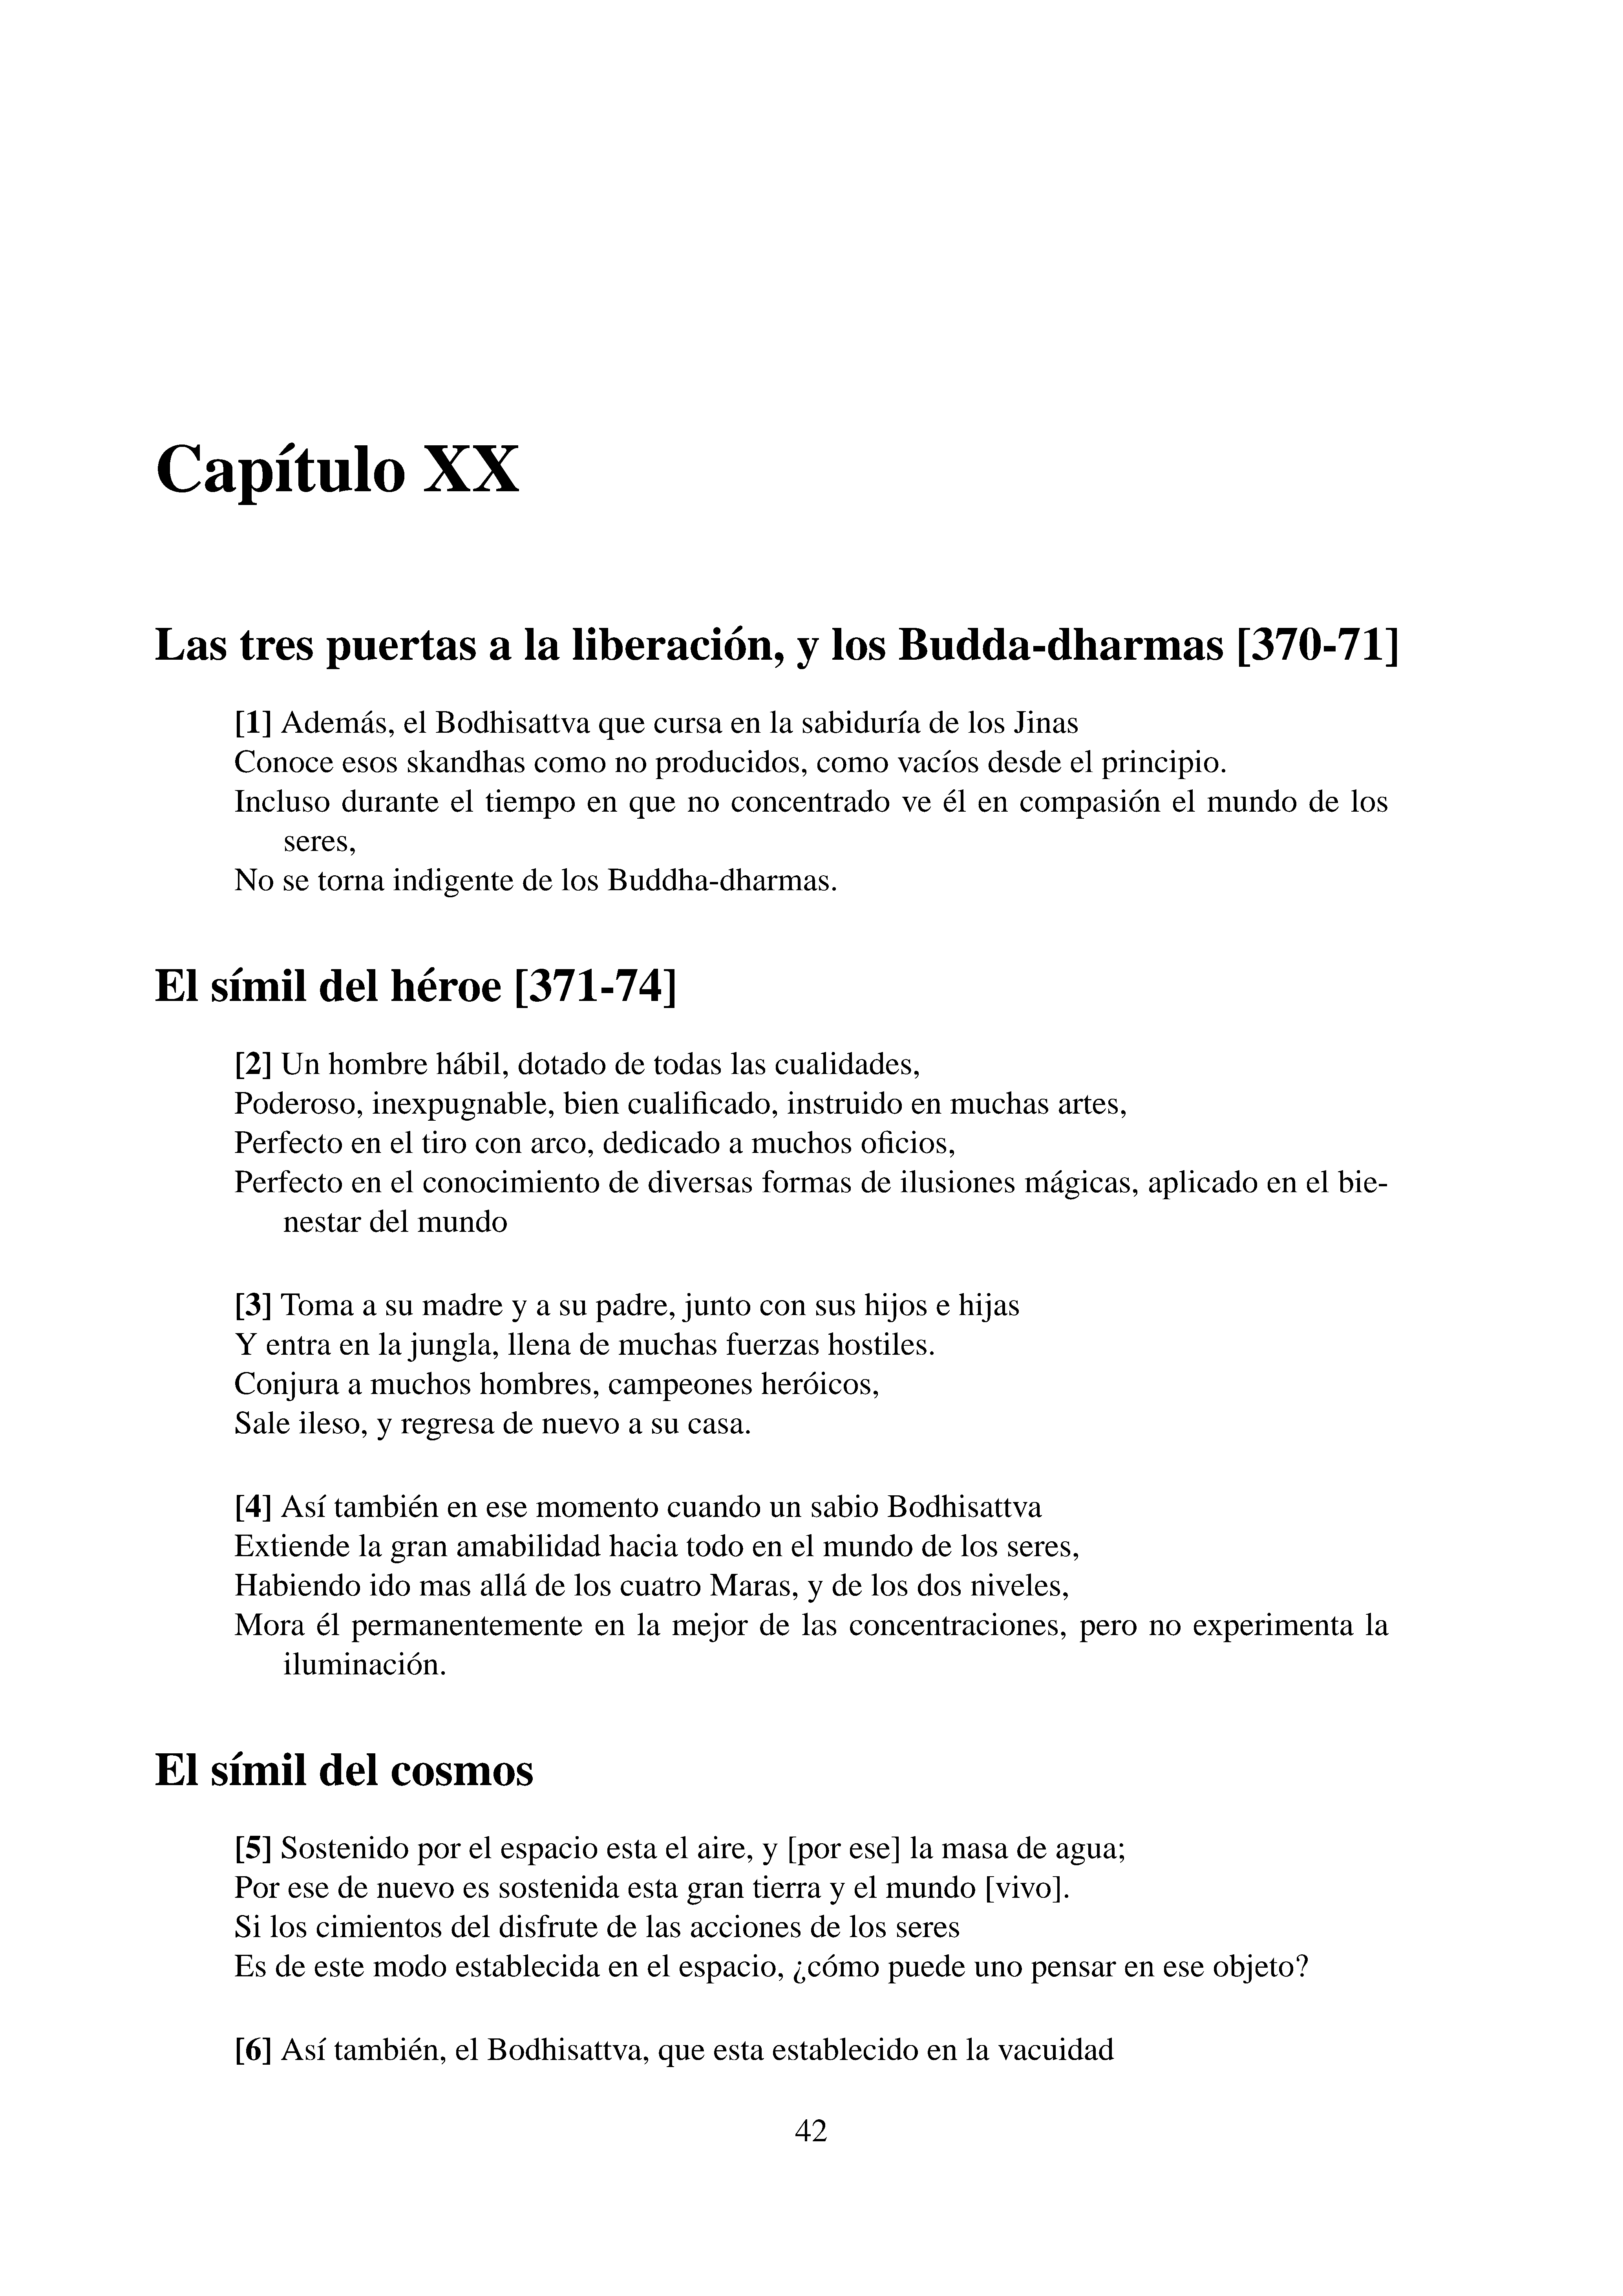 Capítulo XX
Las tres puertas a la liberación, y los Budda-dharmas [370-71]
[1] Además, el Bodhisattva que cursa en la sabiduría de los Jinas
Conoce esos skandhas como no producidos, como vacíos desde el principio.
Incluso durante el tiempo en que no concentrado ve él en compasión el mundo de los
seres,
No se torna indigente de los Buddha-dharmas.
El símil del héroe [371-74]
[2] Un hombre hábil, dotado de todas las cualidades,
Poderoso, inexpugnable, bien cualificado, instruido en muchas artes,
Perfecto en el tiro con arco, dedicado a muchos oficios,
Perfecto en el conocimiento de diversas formas de ilusiones mágicas, aplicado en el bie-
nestar del mundo
[3] Toma a su madre y a su padre, junto con sus hijos e hijas
Y entra en la jungla, llena de muchas fuerzas hostiles.
Conjura a muchos hombres, campeones heróicos,
Sale ileso, y regresa de nuevo a su casa.
[4] Así también en ese momento cuando un sabio Bodhisattva
Extiende la gran amabilidad hacia todo en el mundo de los seres,
Habiendo ido mas allá de los cuatro Maras, y de los dos niveles,
Mora él permanentemente en la mejor de las concentraciones, pero no experimenta la
iluminación.
El símil del cosmos
[5] Sostenido por el espacio esta el aire, y [por ese] la masa de agua;
Por ese de nuevo es sostenida esta gran tierra y el mundo [vivo].
Si los cimientos del disfrute de las acciones de los seres
Es de este modo establecida en el espacio, ¿cómo puede uno pensar en ese objeto?
[6] Así también, el Bodhisattva, que esta establecido en la vacuidad
42